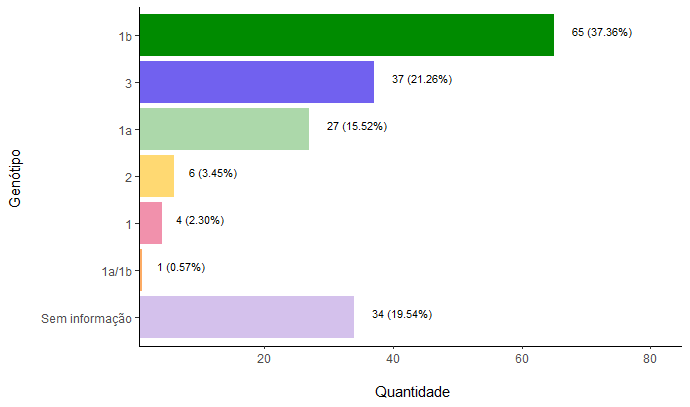 1b
65 (37.36%)
3
37 (21.26%)
1a
27 (15.52%)
2
6 (3.45%)
1
4 (2.30%)
1a/1b
1 (0.57%)
Sem informação
34 (19.54%)
Genótipo
20 40 60 80
Quantidade